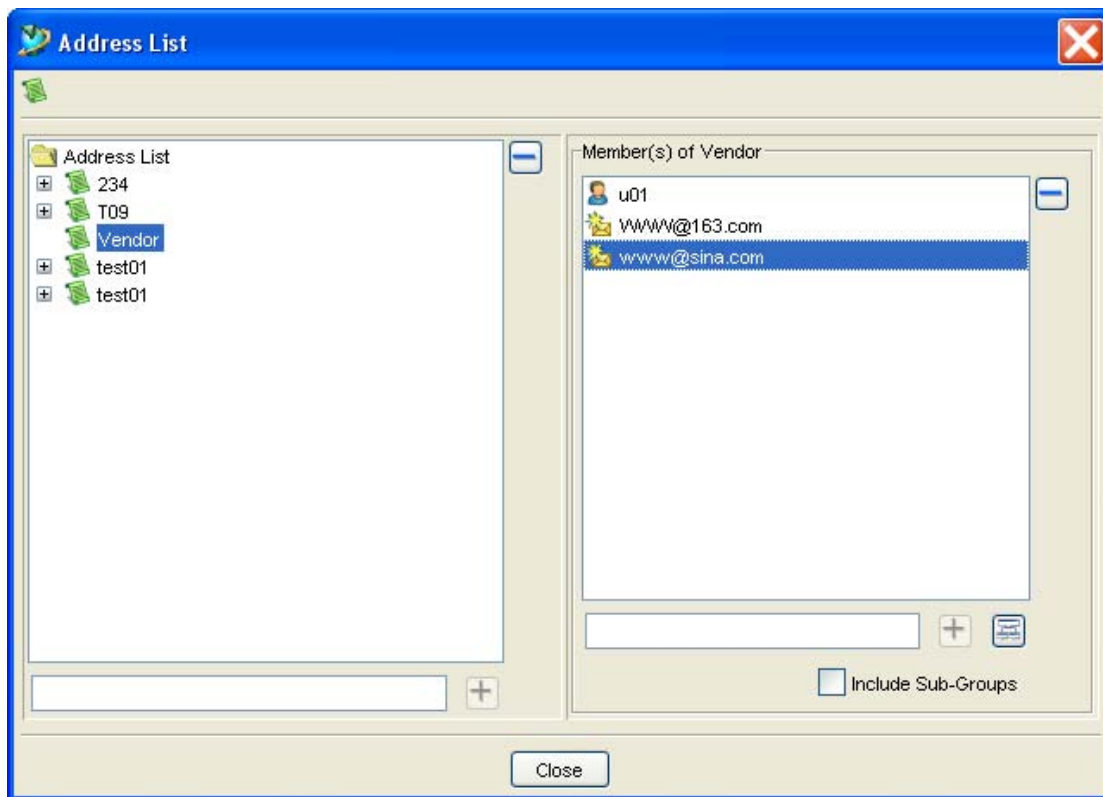 Address List
Address List
234
T09
Vendor
test01
test01
Member(s) of Vendor
u01
WWW@163.com
www@sina.com
Include Sub-Groups
Close